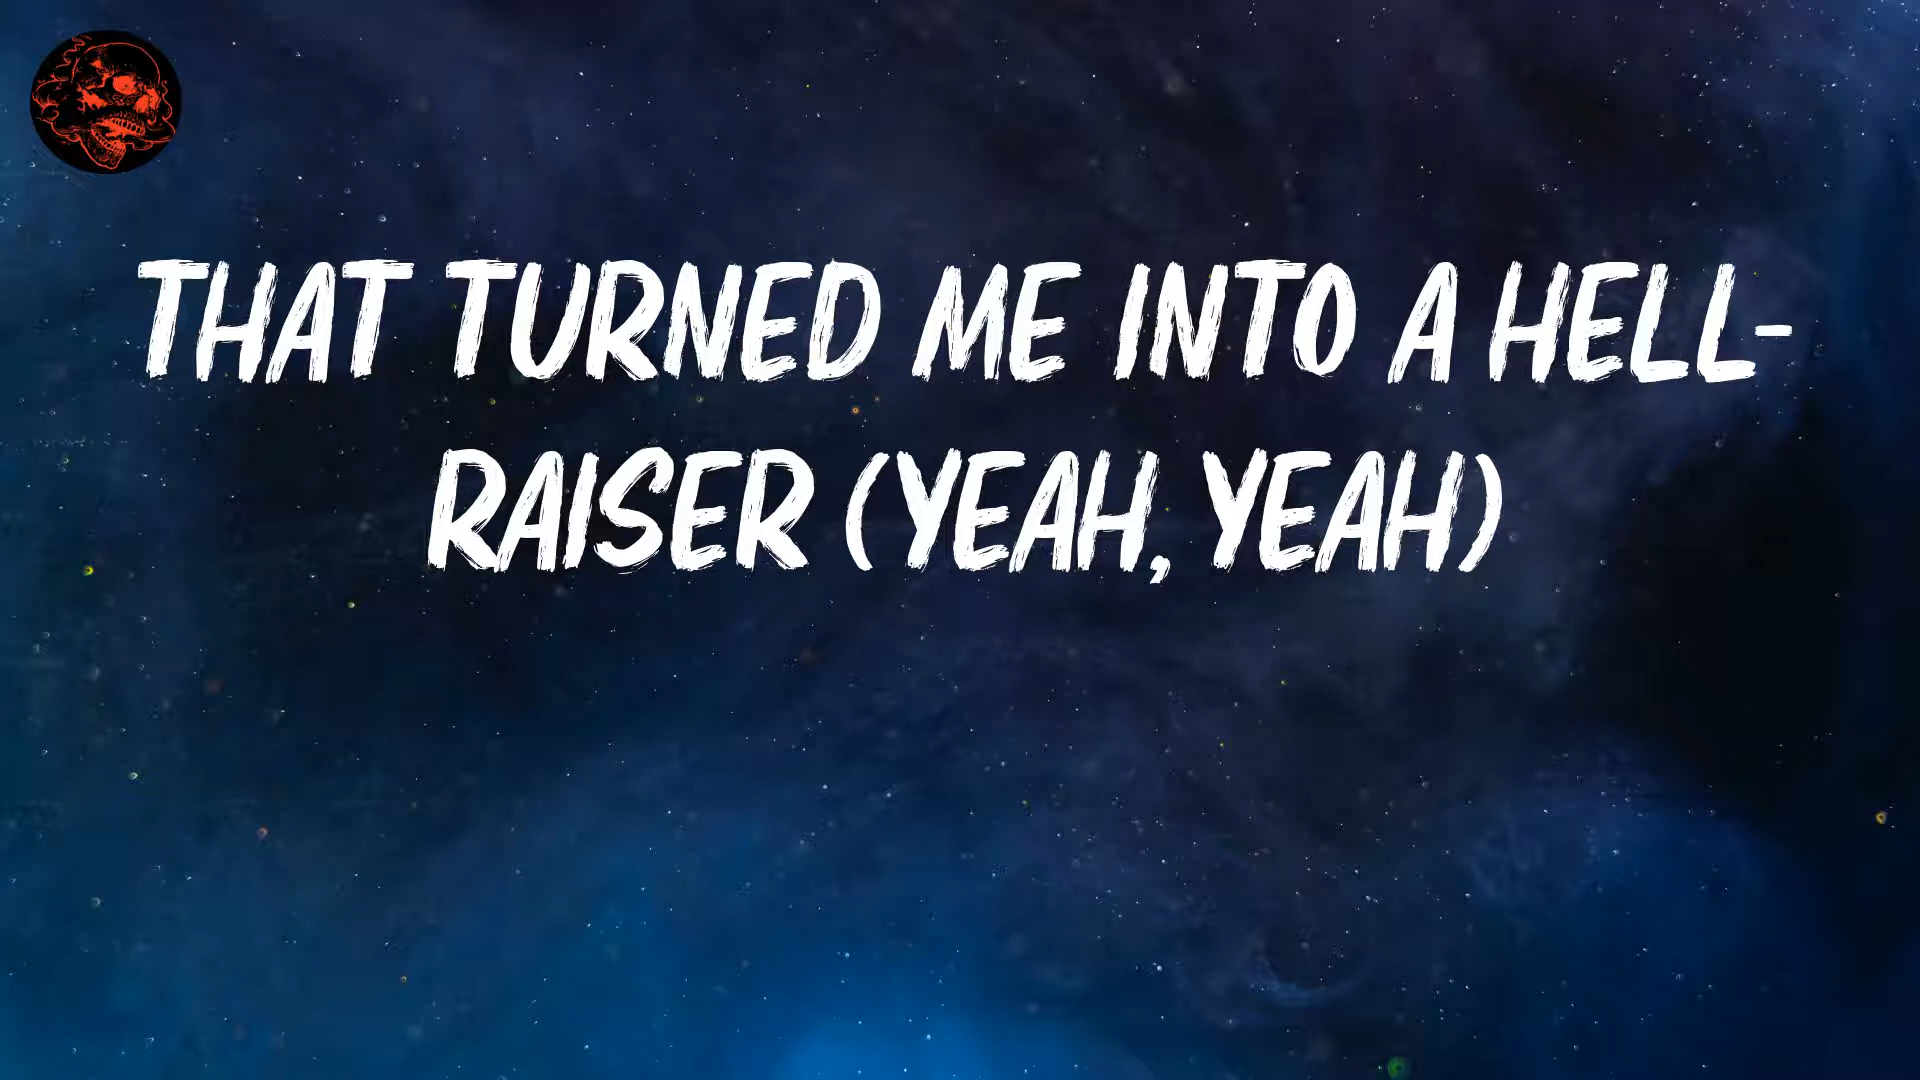 THAT TURNED ME INTO A HELL-
RAISER (YEAH, YEAH)